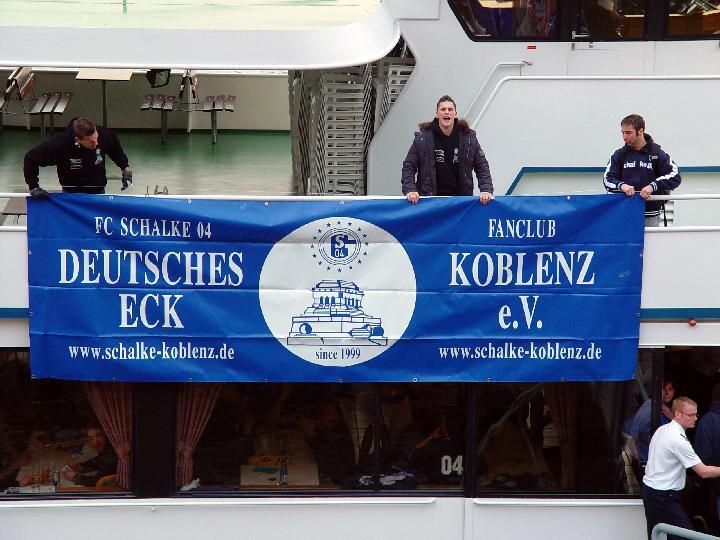 FC SCHALKE 04
DEUTSCHES
ECK
www.schalke-koblenz.de
S
04
since 1999
FANCLUB
KOBLENZ
e.V.
www.schalke-koblenz.de
04